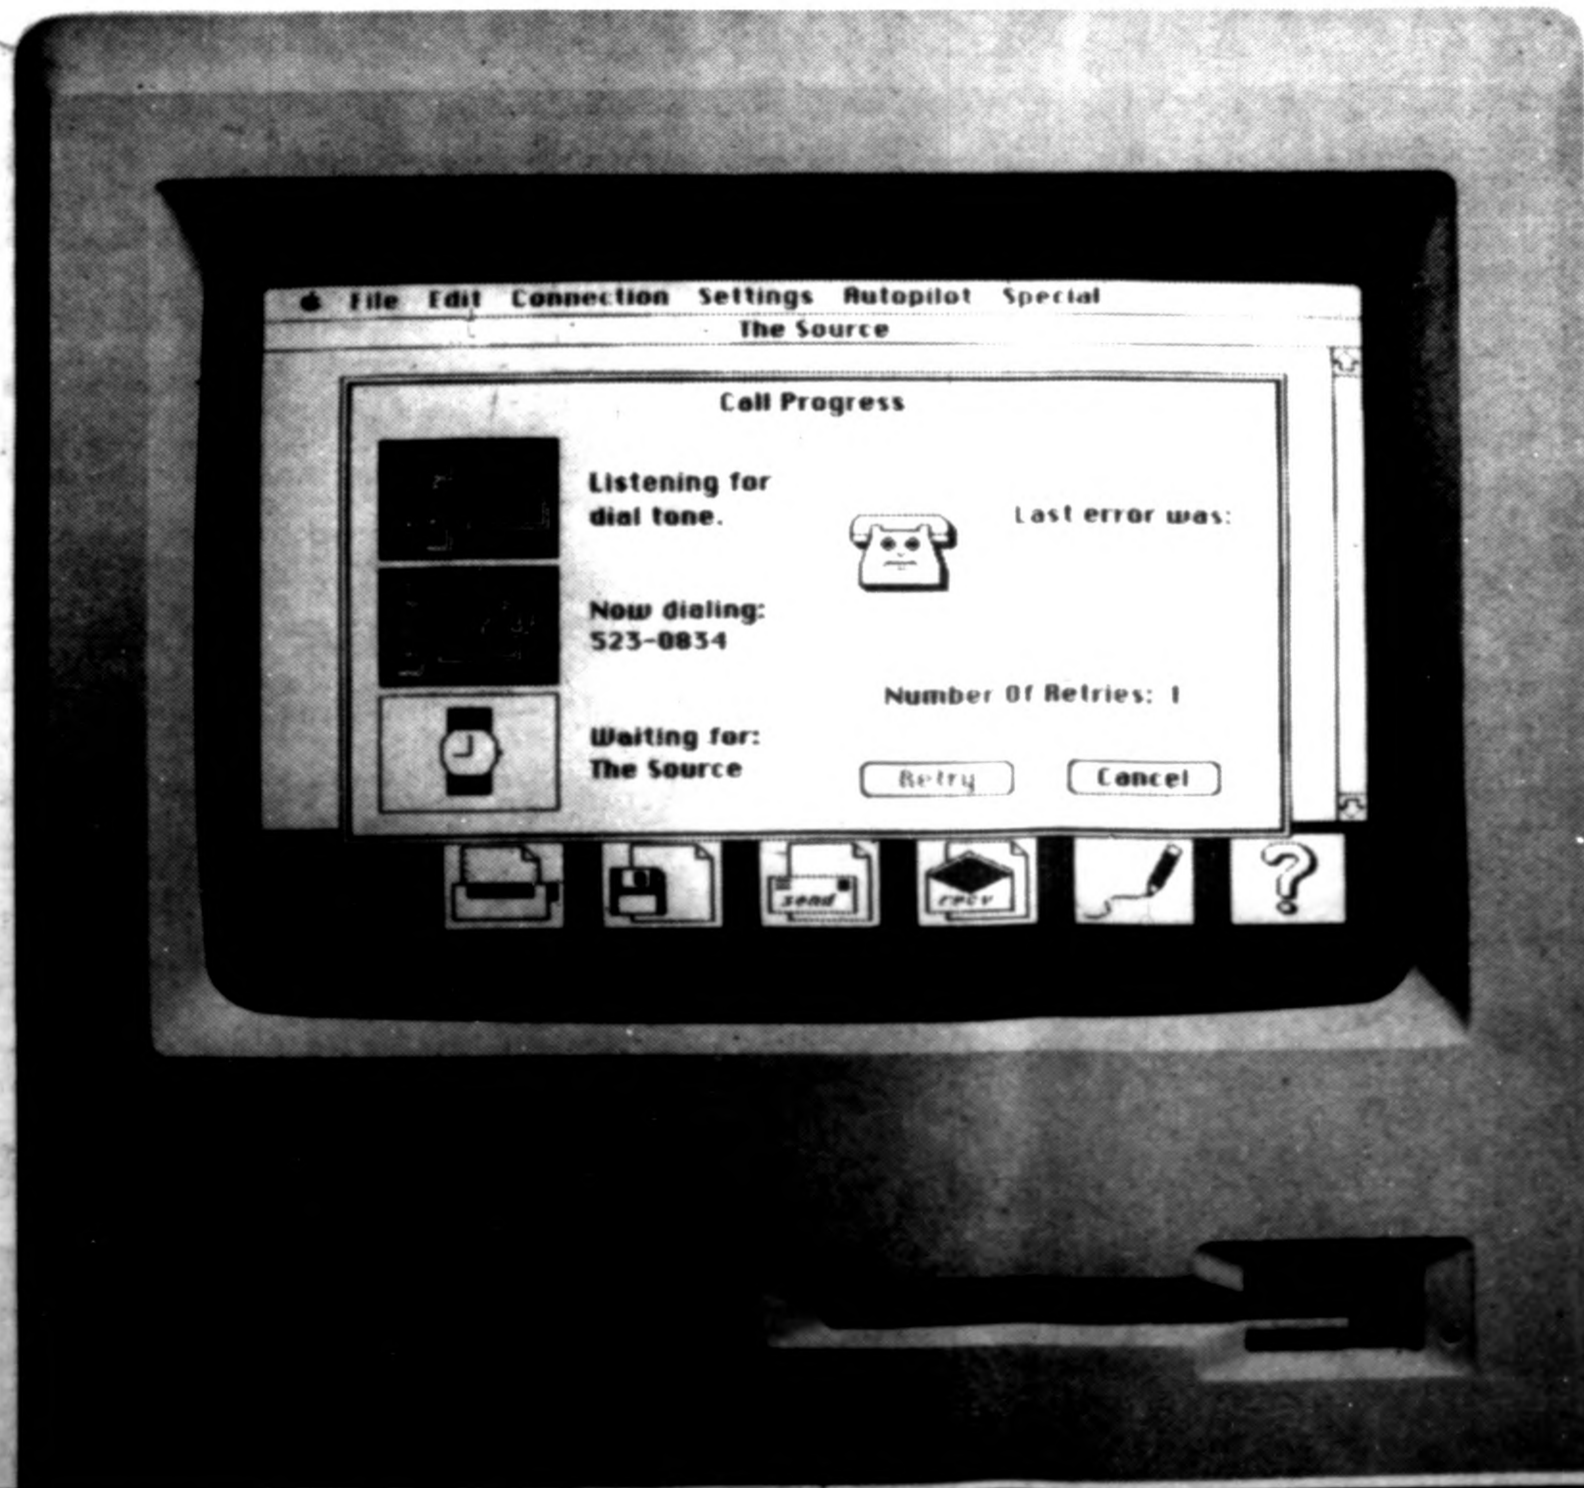 File Edit Connection Settings Autopilot Special
The Source
Call Progress
Listening for
dial tone.
Last error was:
Now dialing:
523-0834
Number Of Retries: 1
Waiting for:
The Source
Retry
Cancel
send
recv
?